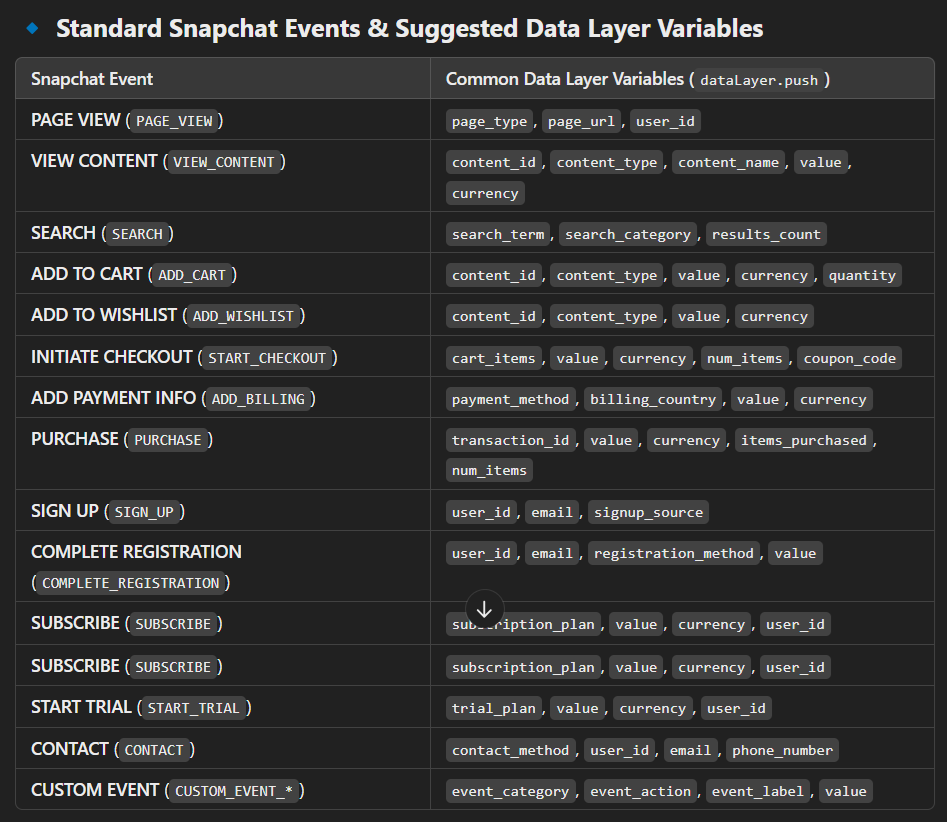 Standard Snapchat Events & Suggested Data Layer Variables
Snapchat Event Common Data Layer Variables ( dataLayer.push )
PAGE VIEW ( PAGE_VIEW ) page_type , page_url , user_id
VIEW CONTENT ( VIEW_CONTENT ) content_id , content_type , content_name , value ,
currency
SEARCH ( SEARCH ) search_term , search_category , results_count
ADD TO CART ( ADD_CART ) content_id , content_type , value , currency , quantity
ADD TO WISHLIST ( ADD_WISHLIST ) content_id , content_type , value , currency
INITIATE CHECKOUT ( START_CHECKOUT ) cart_items , value , currency , num_items , coupon_code
ADD PAYMENT INFO ( ADD_BILLING ) payment_method , billing_country , value , currency
PURCHASE ( PURCHASE ) transaction_id , value , currency , items_purchased ,
num_items
SIGN UP ( SIGN_UP ) user_id , email , signup_source
COMPLETE REGISTRATION user_id , email , registration_method , value
( COMPLETE_REGISTRATION )
SUBSCRIBE ( SUBSCRIBE ) subscription_plan , value , currency , user_id
SUBSCRIBE ( SUBSCRIBE ) subscription_plan , value , currency , user_id
START TRIAL ( START_TRIAL ) trial_plan , value , currency , user_id
CONTACT ( CONTACT ) contact_method , user_id , email , phone_number
CUSTOM EVENT ( CUSTOM_EVENT_* ) event_category , event_action , event_label , value